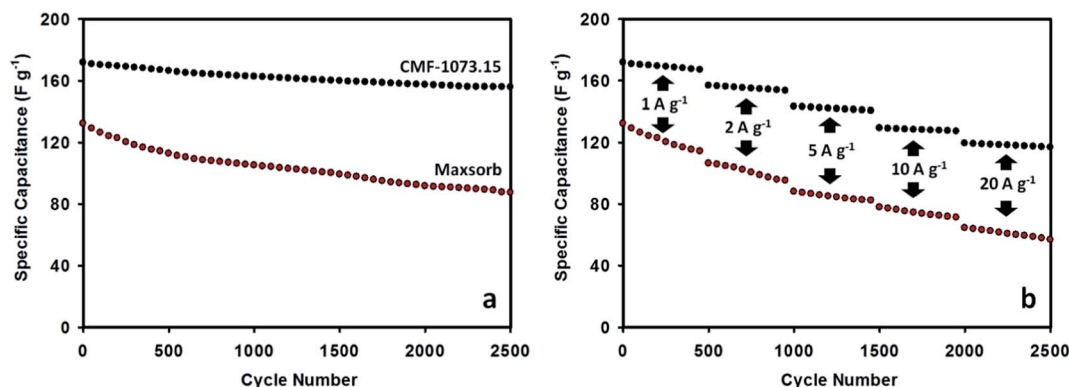 200
160
120
80
40
0
Specific Capacitance (F g⁻¹)
CMF-1073.15
Maxsorb
a
0 500 1000 1500 2000 2500
Cycle Number
200
160
120
80
40
0
Specific Capacitance (F g⁻¹)
1 A g⁻¹
2 A g⁻¹
5 A g⁻¹
10 A g⁻¹
20 A g⁻¹
b
0 500 1000 1500 2000 2500
Cycle Number